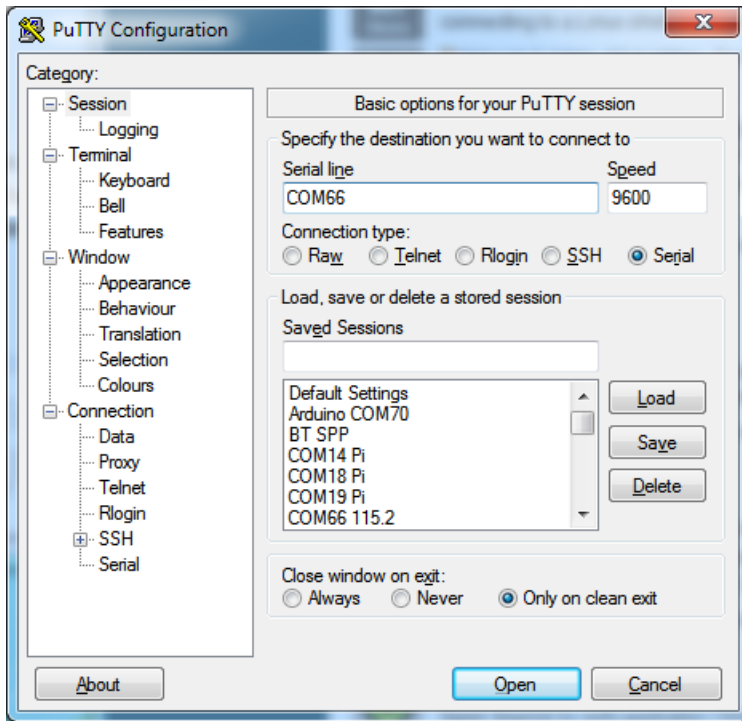 PuTTY Configuration
Category:
Session
Logging
Terminal
Keyboard
Bell
Features
Window
Appearance
Behaviour
Translation
Selection
Colours
Connection
Data
Proxy
Telnet
Rlogin
SSH
Serial
Basic options for your PuTTY session
Specify the destination you want to connect to
Serial line Speed
COM66 9600
Connection type:
Raw Telnet Rlogin SSH Serial
Load, save or delete a stored session
Saved Sessions
Default Settings
Arduino COM70
BT SPP
COM14 Pi
COM18 Pi
COM19 Pi
COM66 115.2
Load
Save
Delete
Close window on exit:
Always Never Only on clean exit
About Open Cancel